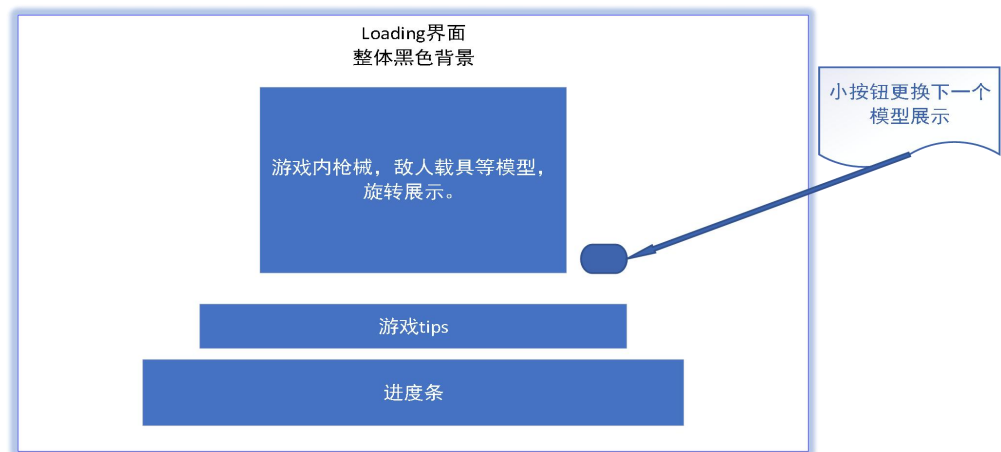 Loading界面
整体黑色背景
小按钮更换下一个
模型展示
游戏内枪械，敌人载具等模型，
旋转展示。
游戏tips
进度条